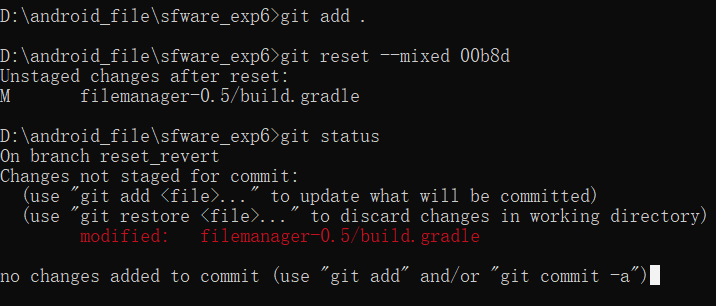 D:\android_file\sfware_exp6>git add .
D:\android_file\sfware_exp6>git reset --mixed 00b8d
Unstaged changes after reset:
M       filemanager-0.5/build.gradle
D:\android_file\sfware_exp6>git status
On branch reset_revert
Changes not staged for commit:
  (use "git add <file>..." to update what will be committed)
  (use "git restore <file>..." to discard changes in working directory)
        modified:   filemanager-0.5/build.gradle
no changes added to commit (use "git add" and/or "git commit -a")